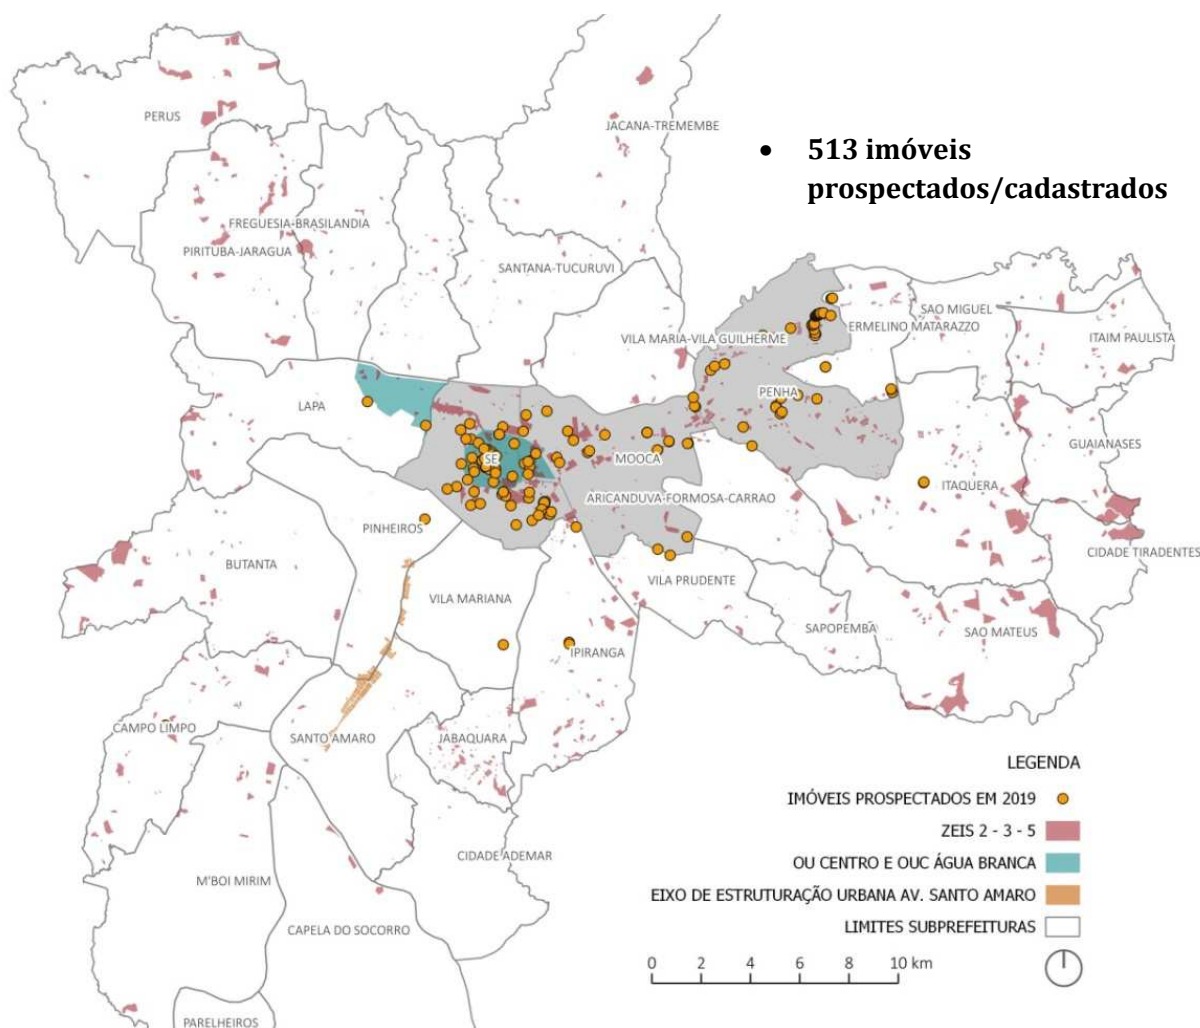 JACANA-TREMEMBE
PERUS
• 513 imóveis
prospectados/cadastrados
FREGUESIA-BRASILANDIA
PIRITUBA-JARAGUA
SANTANA-TUCURUVI
SAO MIGUEL
ERMELINO MATARAZZO
VILA MARIA-VILA GUILHERME
ITAIM PAULISTA
PENHA
LAPA
GUAIANASES
SE
MOOCA
ITAQUERA
ARICANDUVA-FORMOSA-CARRAO
PINHEIROS
CIDADE TIRADENTES
BUTANTA
VILA PRUDENTE
VILA MARIANA
SAPOPEMBA
SAO MATEUS
IPIRANGA
CAMPO LIMPO
SANTO AMARO
JABAQUARA
LEGENDA
IMÓVEIS PROSPECTADOS EM 2019
ZEIS 2 - 3 - 5
CIDADE ADEMAR
OU CENTRO E OUC ÁGUA BRANCA
M'BOI MIRIM
EIXO DE ESTRUTURAÇÃO URBANA AV. SANTO AMARO
CAPELA DO SOCORRO
LIMITES SUBPREFEITURAS
0 2 4 6 8 10 km
PARELHEIROS